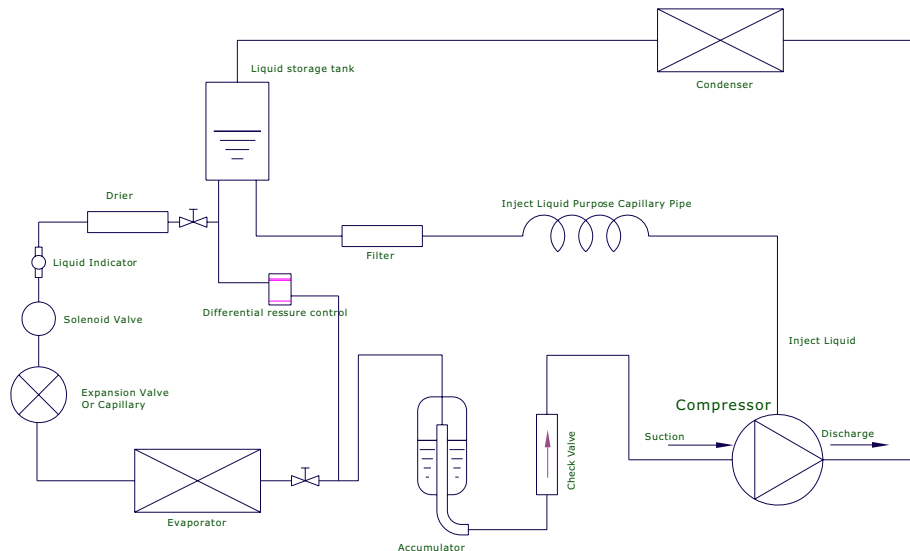 Liquid storage tank
Condenser
Drier
Inject Liquid Purpose Capillary Pipe
Filter
Liquid Indicator
Differential ressure control
Solenoid Valve
Inject Liquid
Expansion Valve
Or Capillary
Compressor
Suction
Discharge
Check Valve
Evaporator
Accumulator